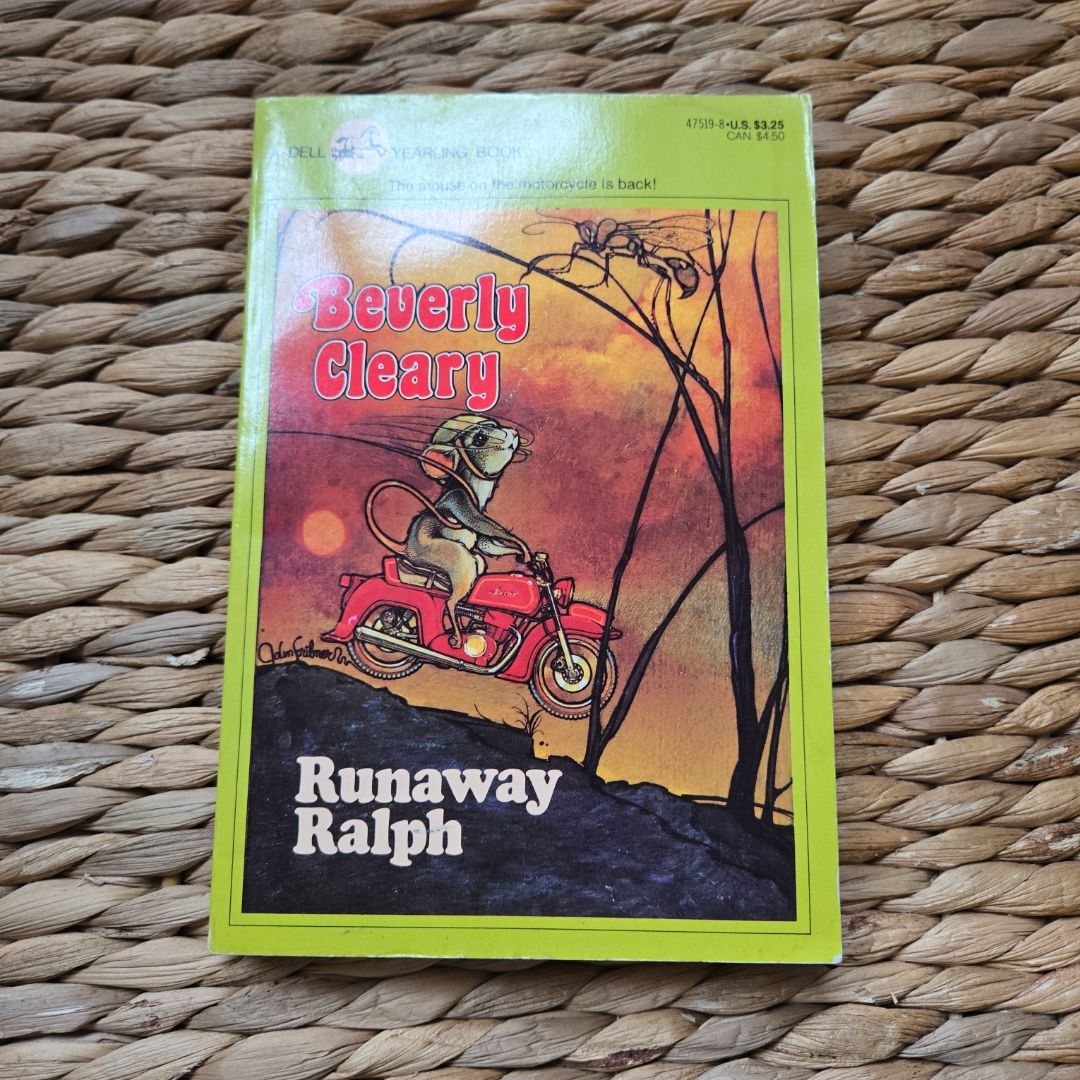 47519-8•U.S. $3.25
CAN. $4.50
A DELL YEARLING BOOK
The mouse on the motorcycle is back!
Beverly
Cleary
Runaway
Ralph